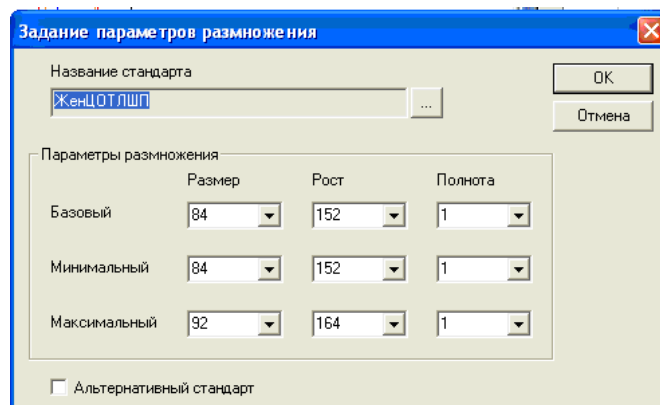 Задание параметров размножения
Название стандарта
OK
ЖенЦОТЛШП
...
Отмена
Параметры размножения
Размер Рост Полнота
Базовый 84 152 1
Минимальный 84 152 1
Максимальный 92 164 1
Альтернативный стандарт